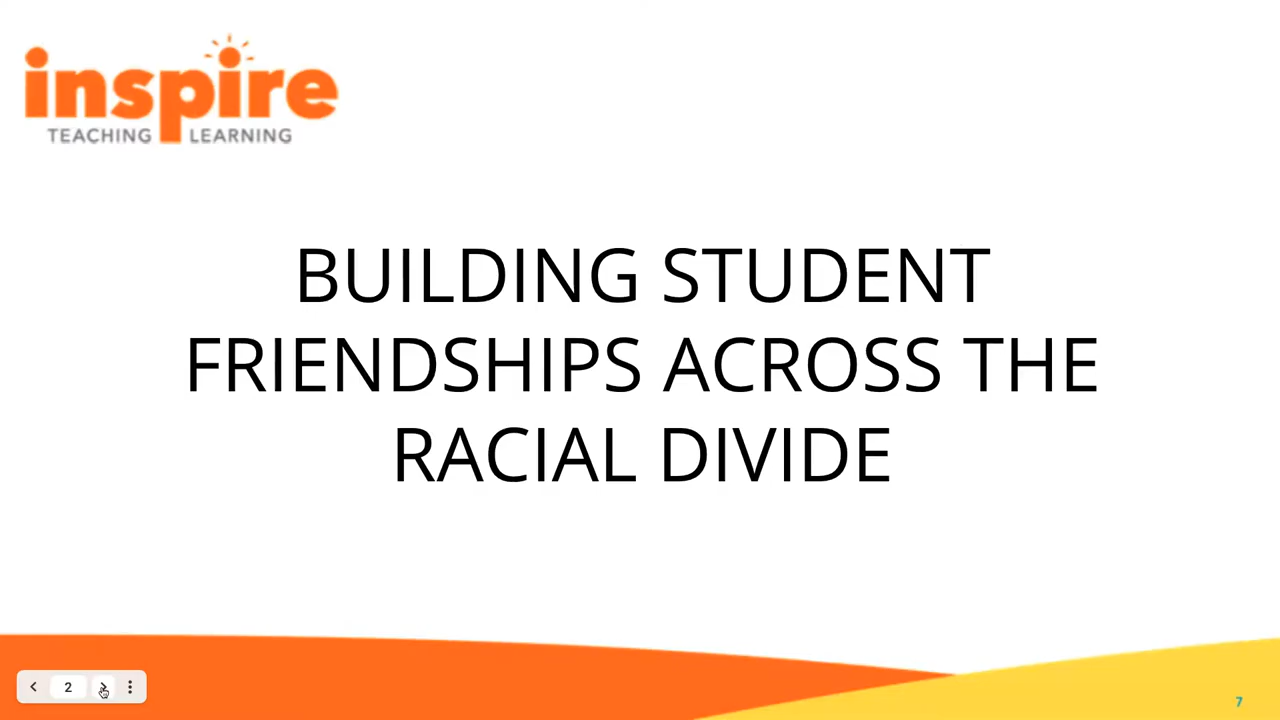 inspire
TEACHING LEARNING
BUILDING STUDENT
FRIENDSHIPS ACROSS THE
RACIAL DIVIDE
2
7